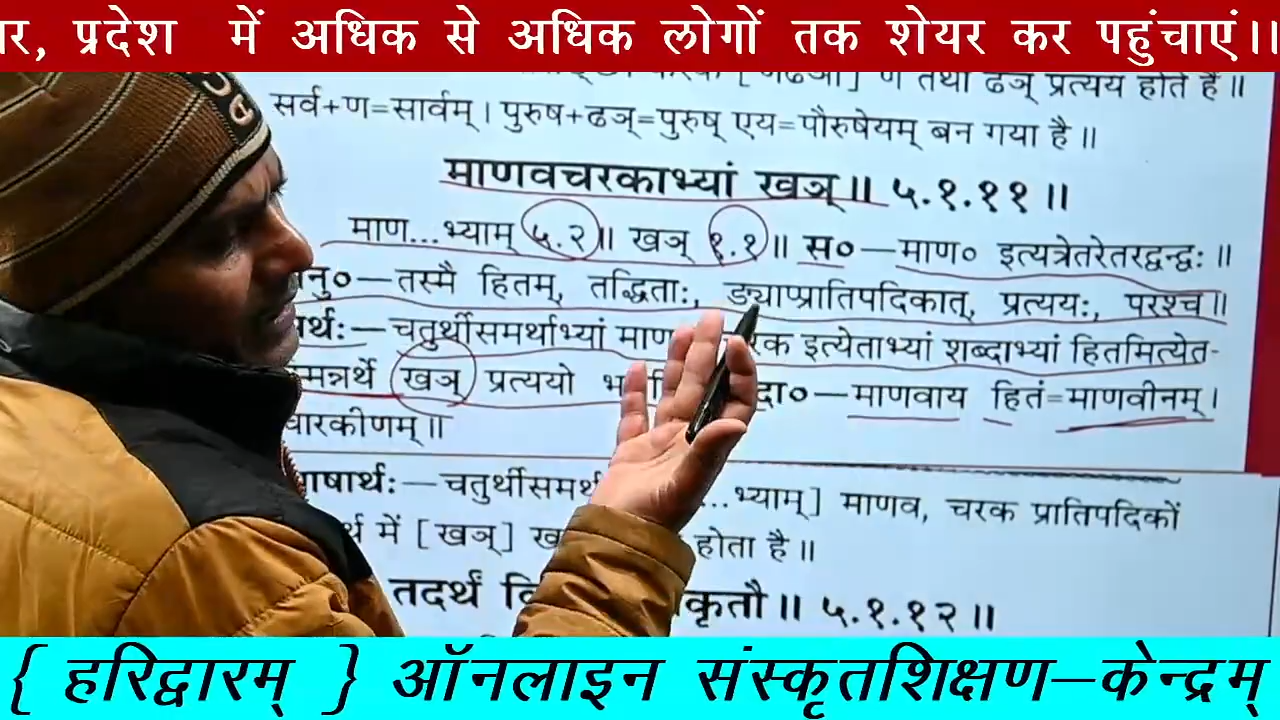 र, प्रदेश में अधिक से अधिक लोगों तक शेयर कर पहुंचाएं।।
ण तथा ढञ् प्रत्यय होते हैं॥
सर्व+ण=सार्वम्। पुरुष+ढञ्=पुरुष् एय=पौरुषेयम् बन गया है॥
माणवचरकाभ्यां खञ्॥ ५.१.११॥
माण...भ्याम् ५.२॥ खञ् १.१॥ स०—माण० इत्यत्रेतरेतरद्वन्द्वः॥
नु०—तस्मै हितम्, तद्धिताः, ङ्याप्प्रातिपदिकात्, प्रत्ययः, परश्च॥
र्थः—चतुर्थीसमर्थाभ्यां माण रक इत्येताभ्यां शब्दाभ्यां हितमित्येत-
स्मन्नर्थे खञ् प्रत्ययो भ दा०—माणवाय हितं=माणवीनम्।
चारकीणम्॥
भाषार्थः—चतुर्थीसमर्थ ...भ्याम्] माणव, चरक प्रातिपदिकों
र्थ में [खञ्] ख होता है॥
तदर्थं वि कृतौ॥ ५.१.१२॥
{ हरिद्वारम् } ऑनलाइन संस्कृतशिक्षण–केन्द्रम्